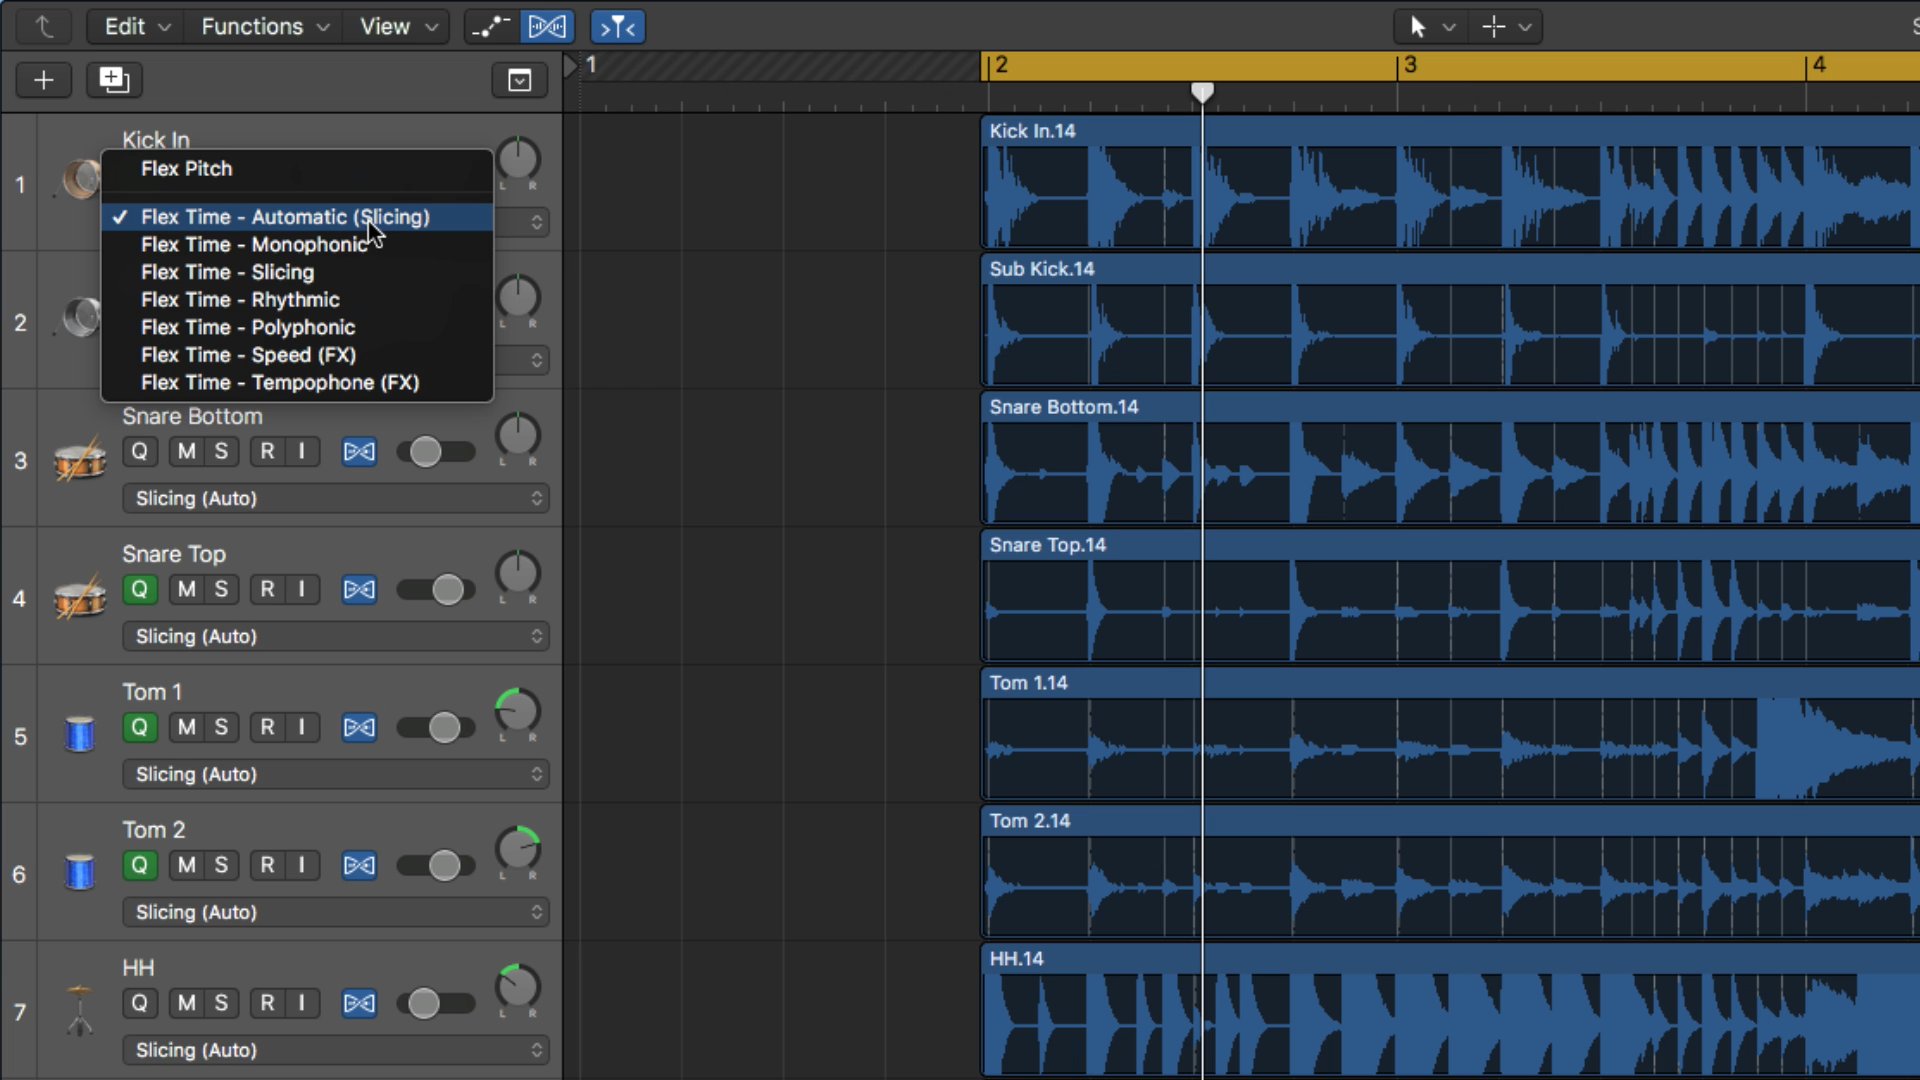 Edit Functions View
1 2 3 4
Kick In
1
Flex Pitch
✓ Flex Time - Automatic (Slicing)
Flex Time - Monophonic
Flex Time - Slicing
Flex Time - Rhythmic
Flex Time - Polyphonic
Flex Time - Speed (FX)
Flex Time - Tempophone (FX)
L R
Kick In.14
2
L R
Sub Kick.14
Snare Bottom
3
Q M S R I
L R
Slicing (Auto)
Snare Bottom.14
Snare Top
4
Q M S R I
L R
Slicing (Auto)
Snare Top.14
Tom 1
5
Q M S R I
L R
Slicing (Auto)
Tom 1.14
Tom 2
6
Q M S R I
L R
Slicing (Auto)
Tom 2.14
HH
7
Q M S R I
L R
Slicing (Auto)
HH.14